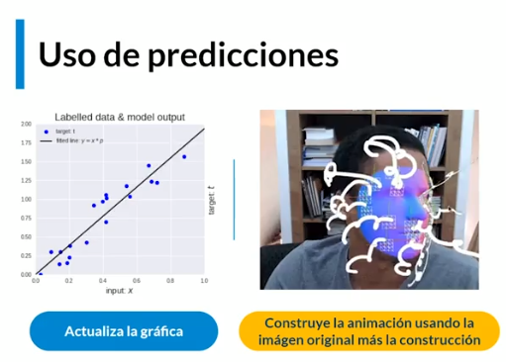 Uso de predicciones
Labelled data & model output
target: t
fitted line: y = x * p
2.00
1.75
1.50
1.25
1.00
0.75
0.50
0.25
0.00
0.0 0.2 0.4 0.6 0.8 1.0
input: X
target: t
Actualiza la gráfica
Construye la animación usando la
imágen original más la construcción